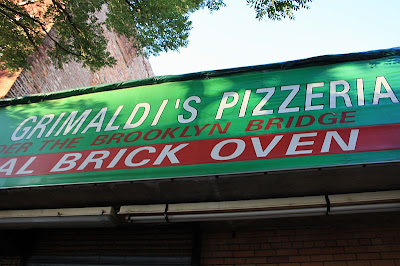 GRIMALDI'S PIZZERIA
DER THE BROOKLYN BRIDGE
AL BRICK OVEN